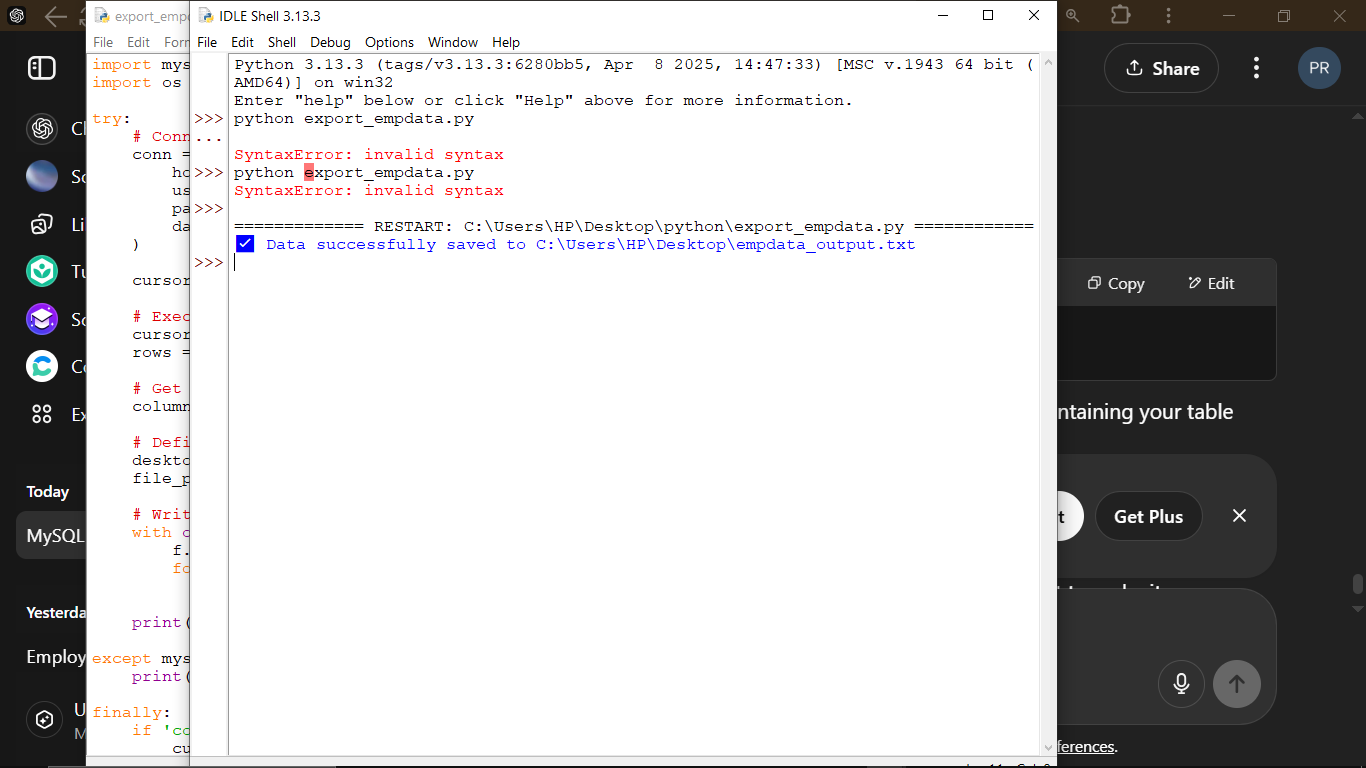 export_empd
IDLE Shell 3.13.3
File Edit Form
File Edit Shell Debug Options Window Help
import mys
import os
try:
# Conn
conn =
ho
us
pa
da
)
cursor
# Exec
cursor
rows =
# Get
column
# Defi
deskto
file_p
# Writ
with o
f.
fo
print(
except mys
print(
finally:
if 'co
cu
Python 3.13.3 (tags/v3.13.3:6280bb5, Apr  8 2025, 14:47:33) [MSC v.1943 64 bit (
AMD64)] on win32
Enter "help" below or click "Help" above for more information.
>>> python export_empdata.py
...
SyntaxError: invalid syntax
>>> python export_empdata.py
SyntaxError: invalid syntax
>>>
============= RESTART: C:\Users\HP\Desktop\python\export_empdata.py ============
Data successfully saved to C:\Users\HP\Desktop\empdata_output.txt
>>>
Share
PR
Copy Edit
ntaining your table
t Get Plus
ferences.
Ch
So
Li
Tu
Sc
Ex
Today
MySQL
Yesterda
Employ
U
M